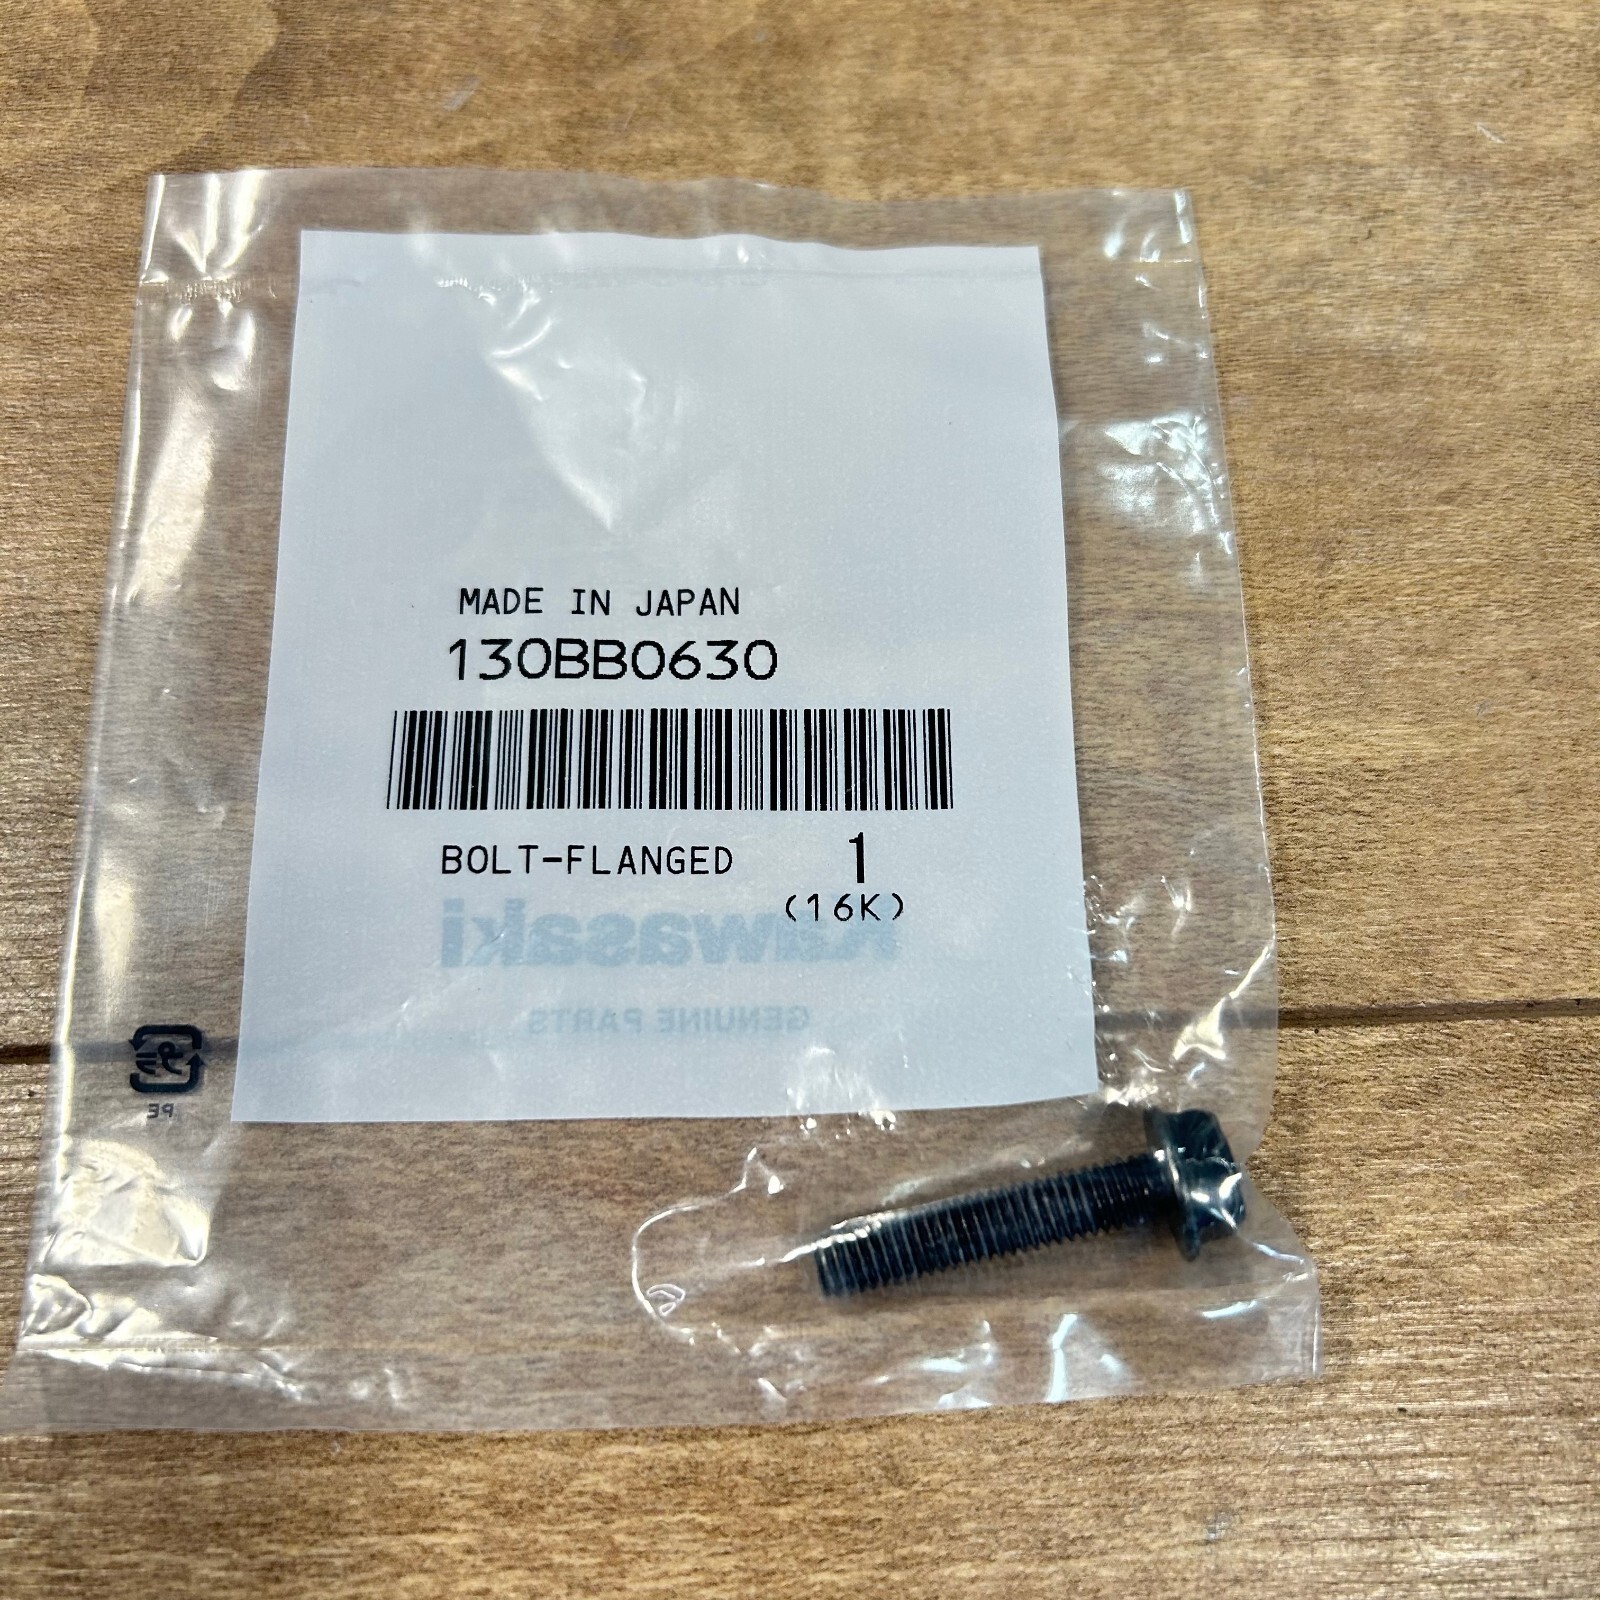 MADE IN JAPAN
130BB0630
BOLT-FLANGED 1
(16K)
Kawasaki
GENUINE PARTS
PE